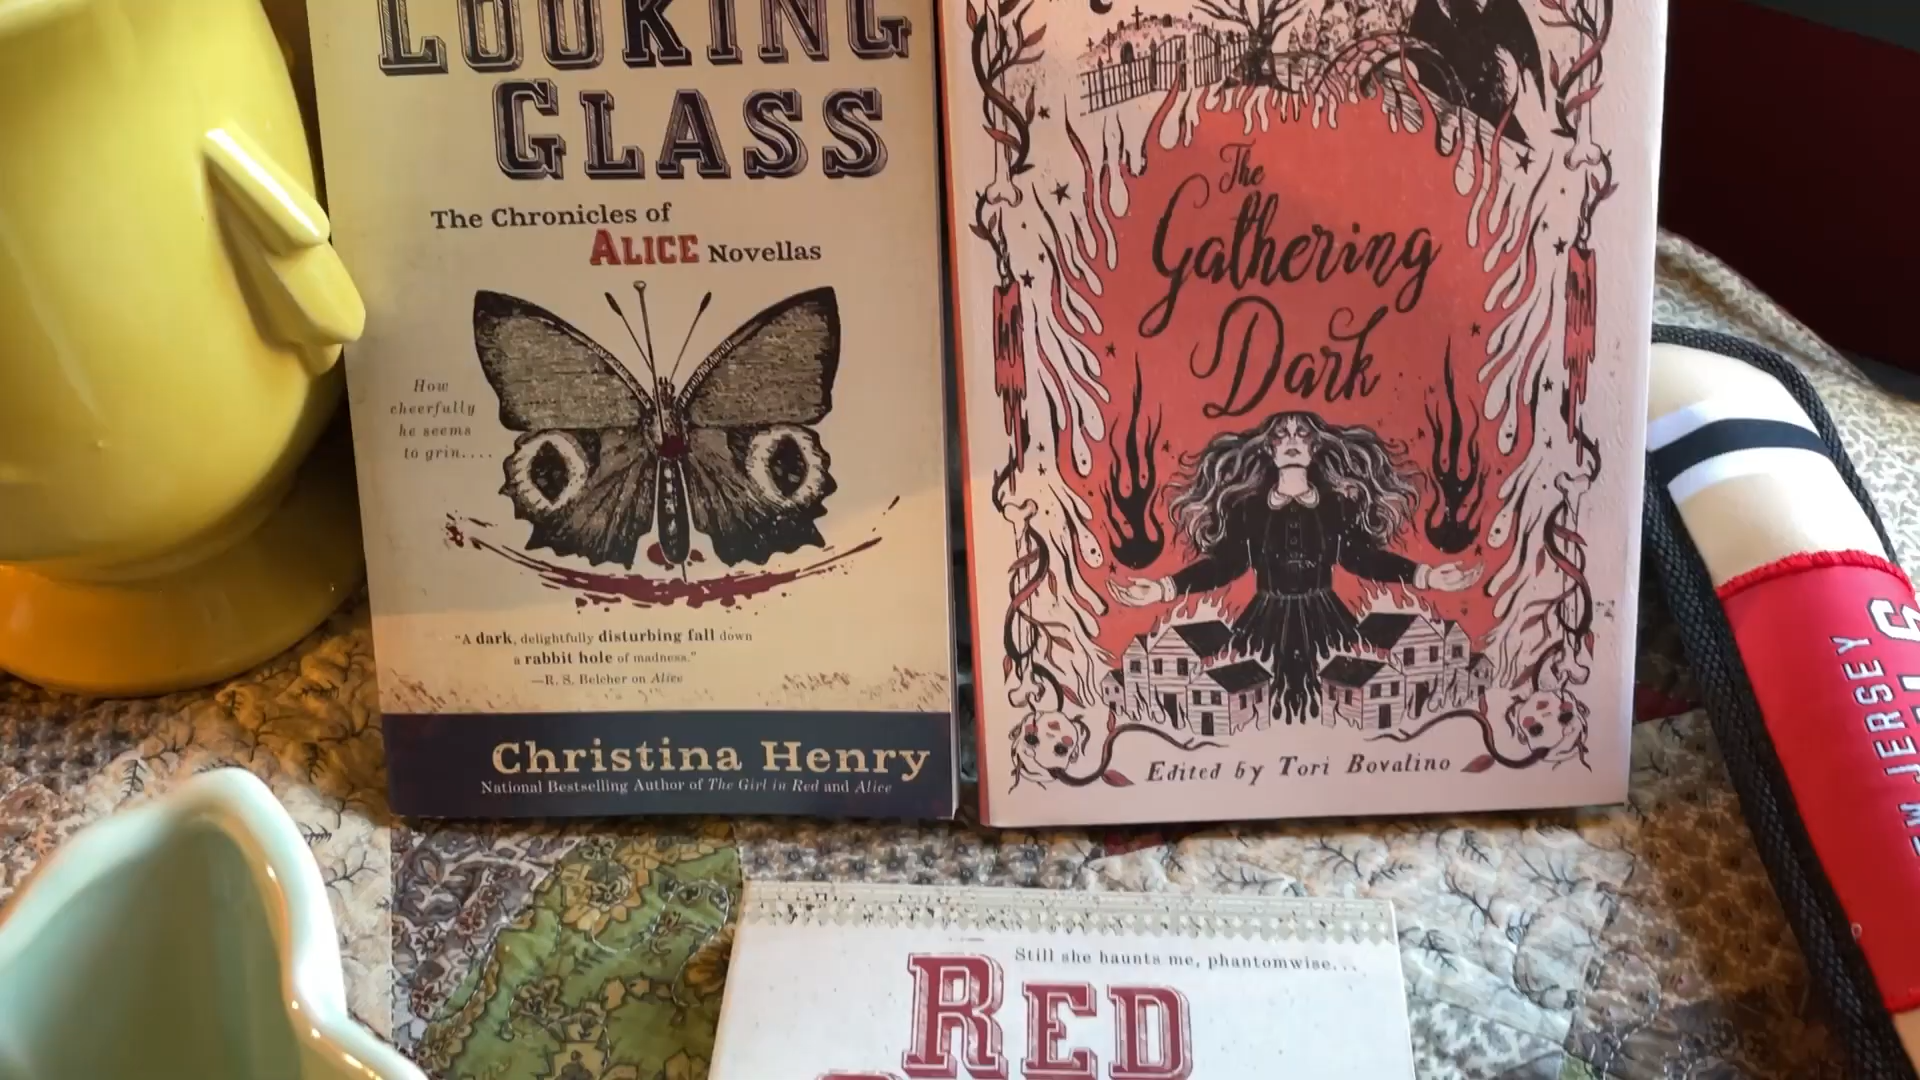 LOOKING
GLASS
The Chronicles of
ALICE Novellas
How
cheerfully
he seems
to grin....
"A dark, delightfully disturbing fall down
a rabbit hole of madness."
—R. S. Belcher on Alice
Christina Henry
National Bestselling Author of The Girl in Red and Alice
The
Gathering
Dark
Edited by Tori Bovalino
Still she haunts me, phantomwise...
RED
JERSEY